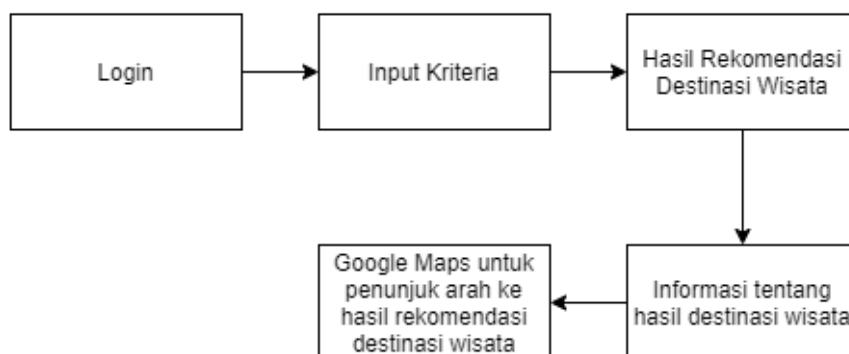 Login
Input Kriteria
Hasil Rekomendasi
Destinasi Wisata
Informasi tentang
hasil destinasi wisata
Google Maps untuk
penunjuk arah ke
hasil rekomendasi
destinasi wisata